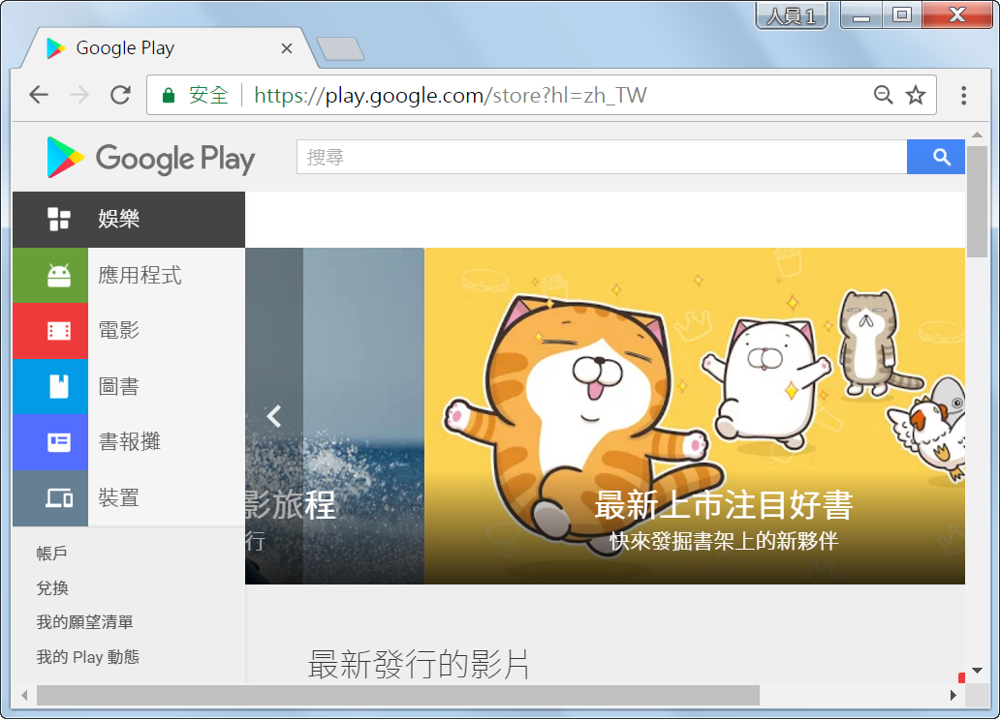 人員1
Google Play
安全 https://play.google.com/store?hl=zh_TW
Google Play
搜尋
娛樂
應用程式
電影
圖書
書報攤
裝置
帳戶
兌換
我的願望清單
我的 Play 動態
影旅程
行
最新上市注目好書
快來發掘書架上的新夥伴
最新發行的影片